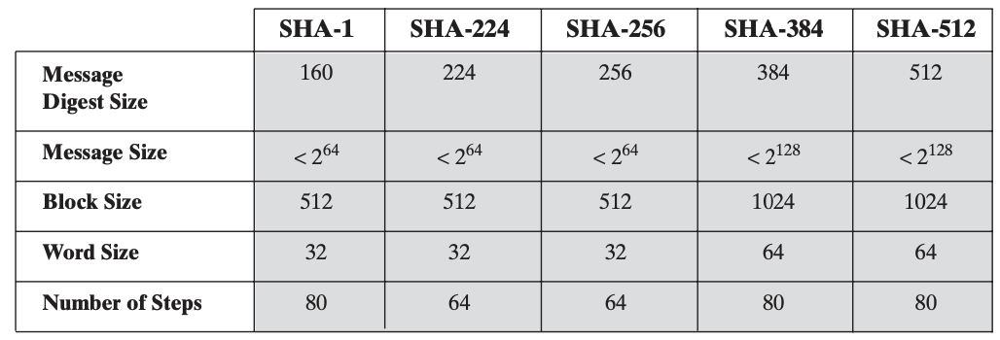 SHA-1 SHA-224 SHA-256 SHA-384 SHA-512
Message
Digest Size 160 224 256 384 512
Message Size < 2^64 < 2^64 < 2^64 < 2^128 < 2^128
Block Size 512 512 512 1024 1024
Word Size 32 32 32 64 64
Number of Steps 80 64 64 80 80